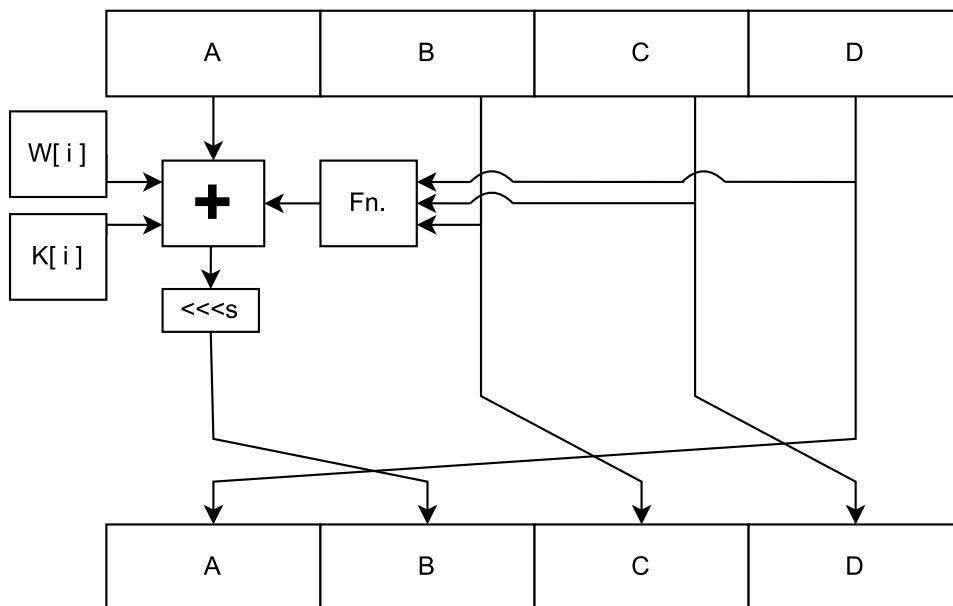 A B C D
W[ i ]
+ Fn.
K[ i ]
<<<s
A B C D